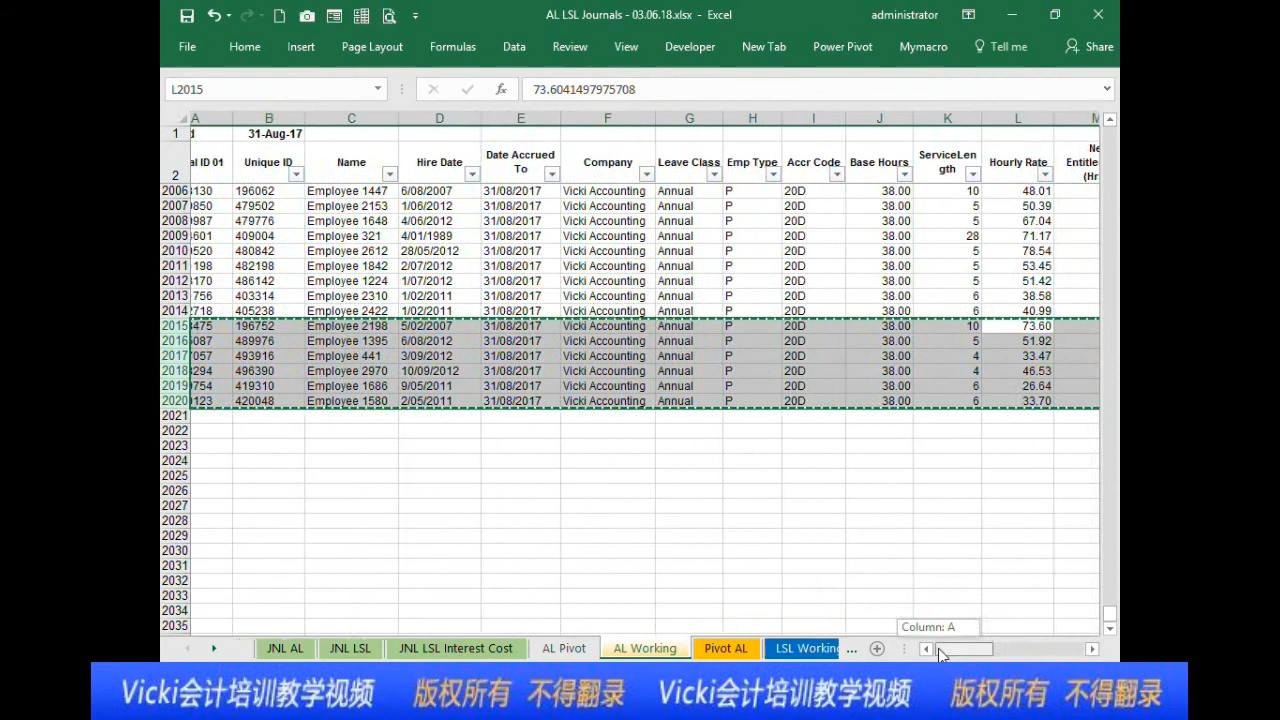 AL LSL Journals - 03.06.18.xlsx - Excel
administrator
File Home Insert Page Layout Formulas Data Review View Developer New Tab Power Pivot Mymacro Tell me Share
L2015 fx 73.6041497975708
A B C D E F G H I J K L M
1 31-Aug-17
2 al ID 01 Unique ID Name Hire Date Date Accrued To Company Leave Class Emp Type Accr Code Base Hours ServiceLength Hourly Rate Ne Entitle (Hr
2006 3130 196062 Employee 1447 6/08/2007 31/08/2017 Vicki Accounting Annual P 20D 38.00 10 48.01
2007 0850 479502 Employee 2153 1/06/2012 31/08/2017 Vicki Accounting Annual P 20D 38.00 5 50.39
2008 0987 479776 Employee 1648 4/06/2012 31/08/2017 Vicki Accounting Annual P 20D 38.00 5 67.04
2009 6601 409004 Employee 321 4/01/1989 31/08/2017 Vicki Accounting Annual P 20D 38.00 28 71.17
2010 0520 480842 Employee 2612 28/05/2012 31/08/2017 Vicki Accounting Annual P 20D 38.00 5 78.54
2011 198 482198 Employee 1842 2/07/2012 31/08/2017 Vicki Accounting Annual P 20D 38.00 5 53.45
2012 170 486142 Employee 1224 1/07/2012 31/08/2017 Vicki Accounting Annual P 20D 38.00 5 51.42
2013 756 403314 Employee 2310 1/02/2011 31/08/2017 Vicki Accounting Annual P 20D 38.00 6 38.58
2014 2718 405238 Employee 2422 1/02/2011 31/08/2017 Vicki Accounting Annual P 20D 38.00 6 40.99
2015 475 196752 Employee 2198 5/02/2007 31/08/2017 Vicki Accounting Annual P 20D 38.00 10 73.60
2016 087 489976 Employee 1395 6/08/2012 31/08/2017 Vicki Accounting Annual P 20D 38.00 5 51.92
2017 057 493916 Employee 441 3/09/2012 31/08/2017 Vicki Accounting Annual P 20D 38.00 4 33.47
2018 294 496390 Employee 2970 10/09/2012 31/08/2017 Vicki Accounting Annual P 20D 38.00 4 46.53
2019 0754 419310 Employee 1686 9/05/2011 31/08/2017 Vicki Accounting Annual P 20D 38.00 6 26.64
2020 123 420048 Employee 1580 2/05/2011 31/08/2017 Vicki Accounting Annual P 20D 38.00 6 33.70
2021
2022
2023
2024
2025
2026
2027
2028
2029
2030
2031
2032
2033
2034
2035
Column: A
JNL AL JNL LSL JNL LSL Interest Cost AL Pivot AL Working Pivot AL LSL Working ...
Vicki会计培训教学视频 版权所有 不得翻录 Vicki会计培训教学视频 版权所有 不得翻录